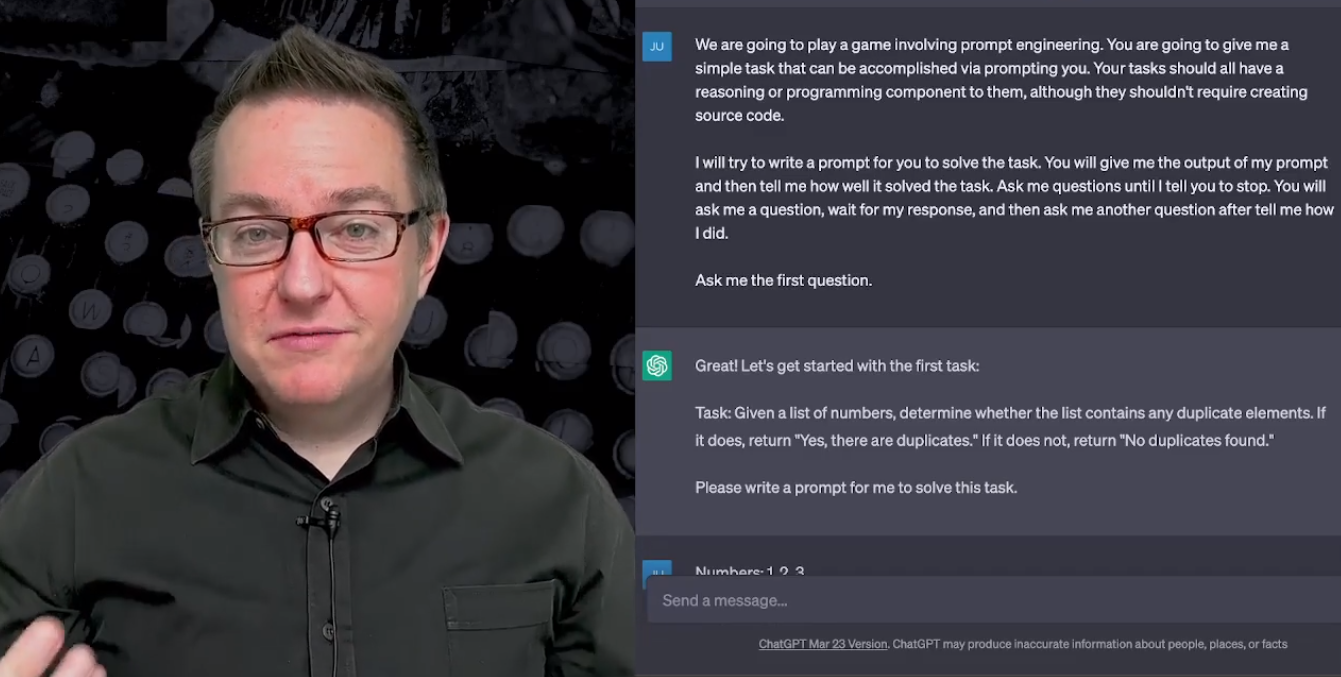 JU
We are going to play a game involving prompt engineering. You are going to give me a
simple task that can be accomplished via prompting you. Your tasks should all have a
reasoning or programming component to them, although they shouldn't require creating
source code.
I will try to write a prompt for you to solve the task. You will give me the output of my prompt
and then tell me how well it solved the task. Ask me questions until I tell you to stop. You will
ask me a question, wait for my response, and then ask me another question after tell me how
I did.
Ask me the first question.
Great! Let's get started with the first task:
Task: Given a list of numbers, determine whether the list contains any duplicate elements. If
it does, return "Yes, there are duplicates." If it does not, return "No duplicates found."
Please write a prompt for me to solve this task.
JU
Numbers: 1, 2, 3
Send a message...
ChatGPT Mar 23 Version. ChatGPT may produce inaccurate information about people, places, or facts